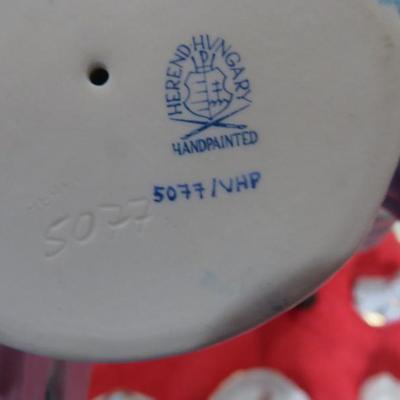 HEREND HUNGARY
HANDPAINTED
5077/VHP
5077